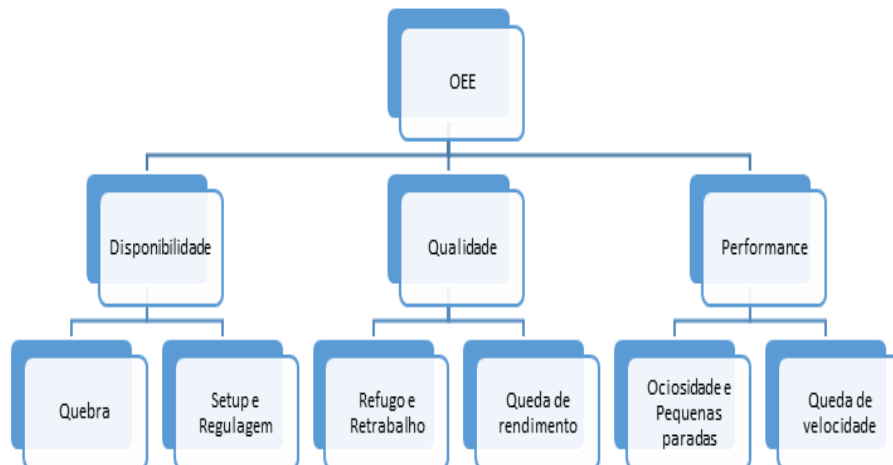 OEE
Disponibilidade
Qualidade
Performance
Quebra
Setup e
Regulagem
Refugo e
Retrabalho
Queda de
rendimento
Ociosidade e
Pequenas
paradas
Queda de
velocidade